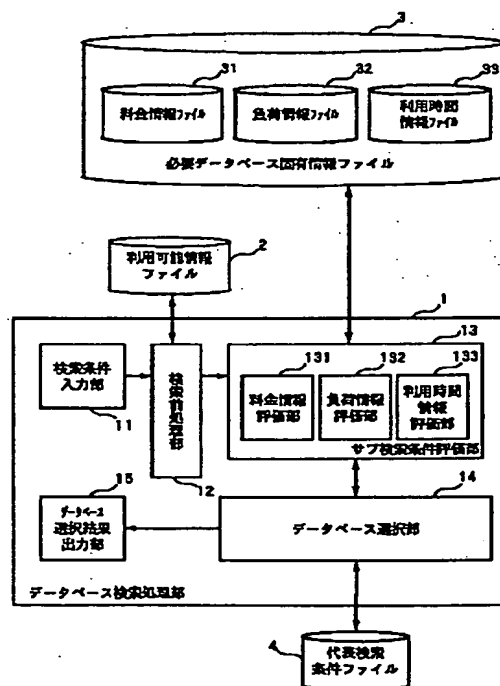 3
31
32
33
料金情報ファイル
負荷情報ファイル
利用時間
情報ファイル
必要データベース固有情報ファイル
利用可能情報
ファイル
2
1
13
検索条件
入力部
11
検索前処理部
12
131
132
133
料金情報
評価部
負荷情報
評価部
利用時間
情報
評価部
サブ検索条件評価部
15
14
データベース
選択結果
出力部
データベース選択部
データベース検索処理部
4
代表検索
条件ファイル